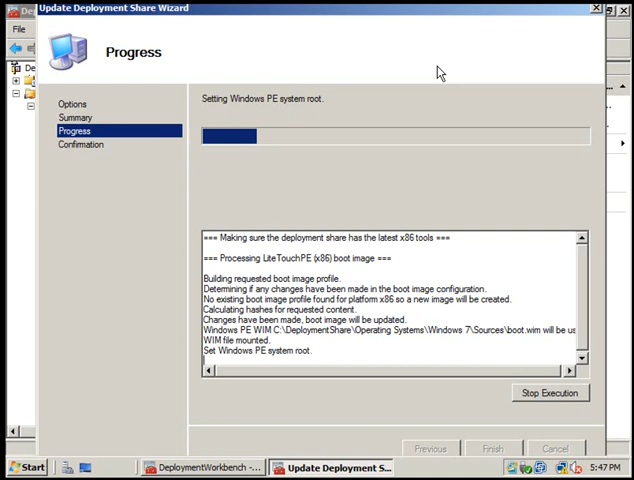 Update Deployment Share Wizard
File
Progress
De
Options
Summary
Progress
Confirmation
Setting Windows PE system root.
=== Making sure the deployment share has the latest x86 tools ===
=== Processing LiteTouchPE (x86) boot image ===
Building requested boot image profile.
Determining if any changes have been made in the boot image configuration.
No existing boot image profile found for platform x86 so a new image will be created.
Calculating hashes for requested content.
Changes have been made, boot image will be updated.
Windows PE WIM C:\DeploymentShare\Operating Systems\Windows 7\Sources\boot.wim will be us
WIM file mounted.
Set Windows PE system root.
Stop Execution
Previous
Finish
Cancel
Start
DeploymentWorkbench - ...
Update Deployment S...
5:47 PM